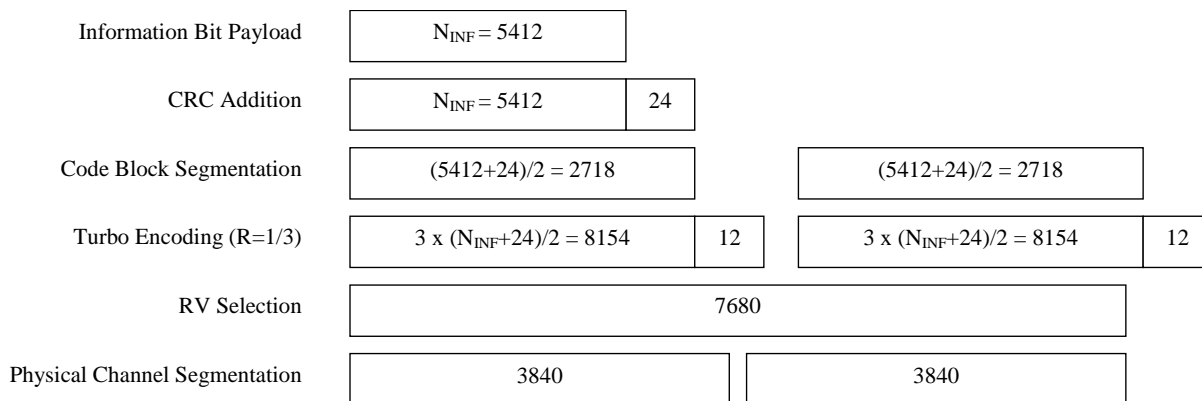 Information Bit Payload N_INF = 5412
CRC Addition N_INF = 5412 24
Code Block Segmentation (5412+24)/2 = 2718 (5412+24)/2 = 2718
Turbo Encoding (R=1/3) 3 x (N_INF+24)/2 = 8154 12 3 x (N_INF+24)/2 = 8154 12
RV Selection 7680
Physical Channel Segmentation 3840 3840